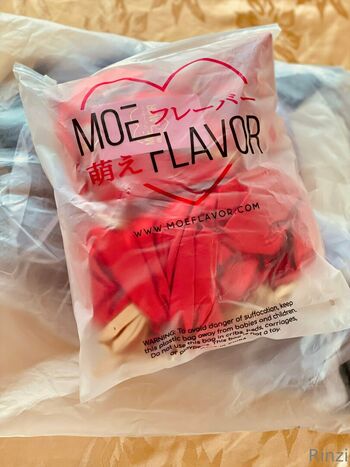 MOE フレーバー
萌え FLAVOR
WWW.MOEFLAVOR.COM
WARNING: To avoid danger of suffocation, keep
this plastic bag away from babies and children.
Do not use this bag in cribs, beds, carriages,
or playpens. This bag is not a toy.
Rinzi